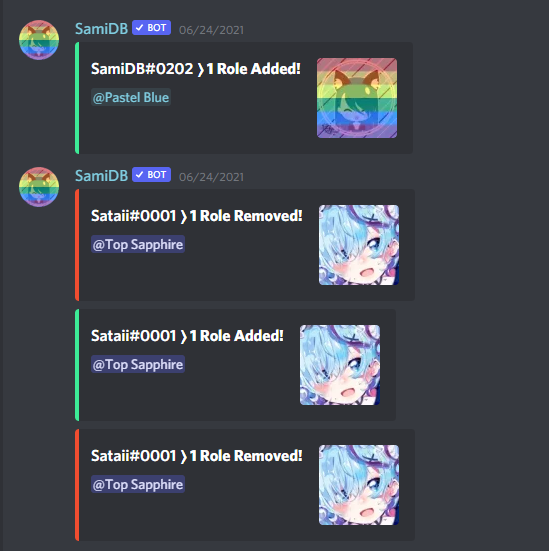 SamiDB ✓ BOT 06/24/2021
SamiDB#0202 ❭ 1 Role Added!
@Pastel Blue
SamiDB ✓ BOT 06/24/2021
Sataii#0001 ❭ 1 Role Removed!
@Top Sapphire
Sataii#0001 ❭ 1 Role Added!
@Top Sapphire
Sataii#0001 ❭ 1 Role Removed!
@Top Sapphire